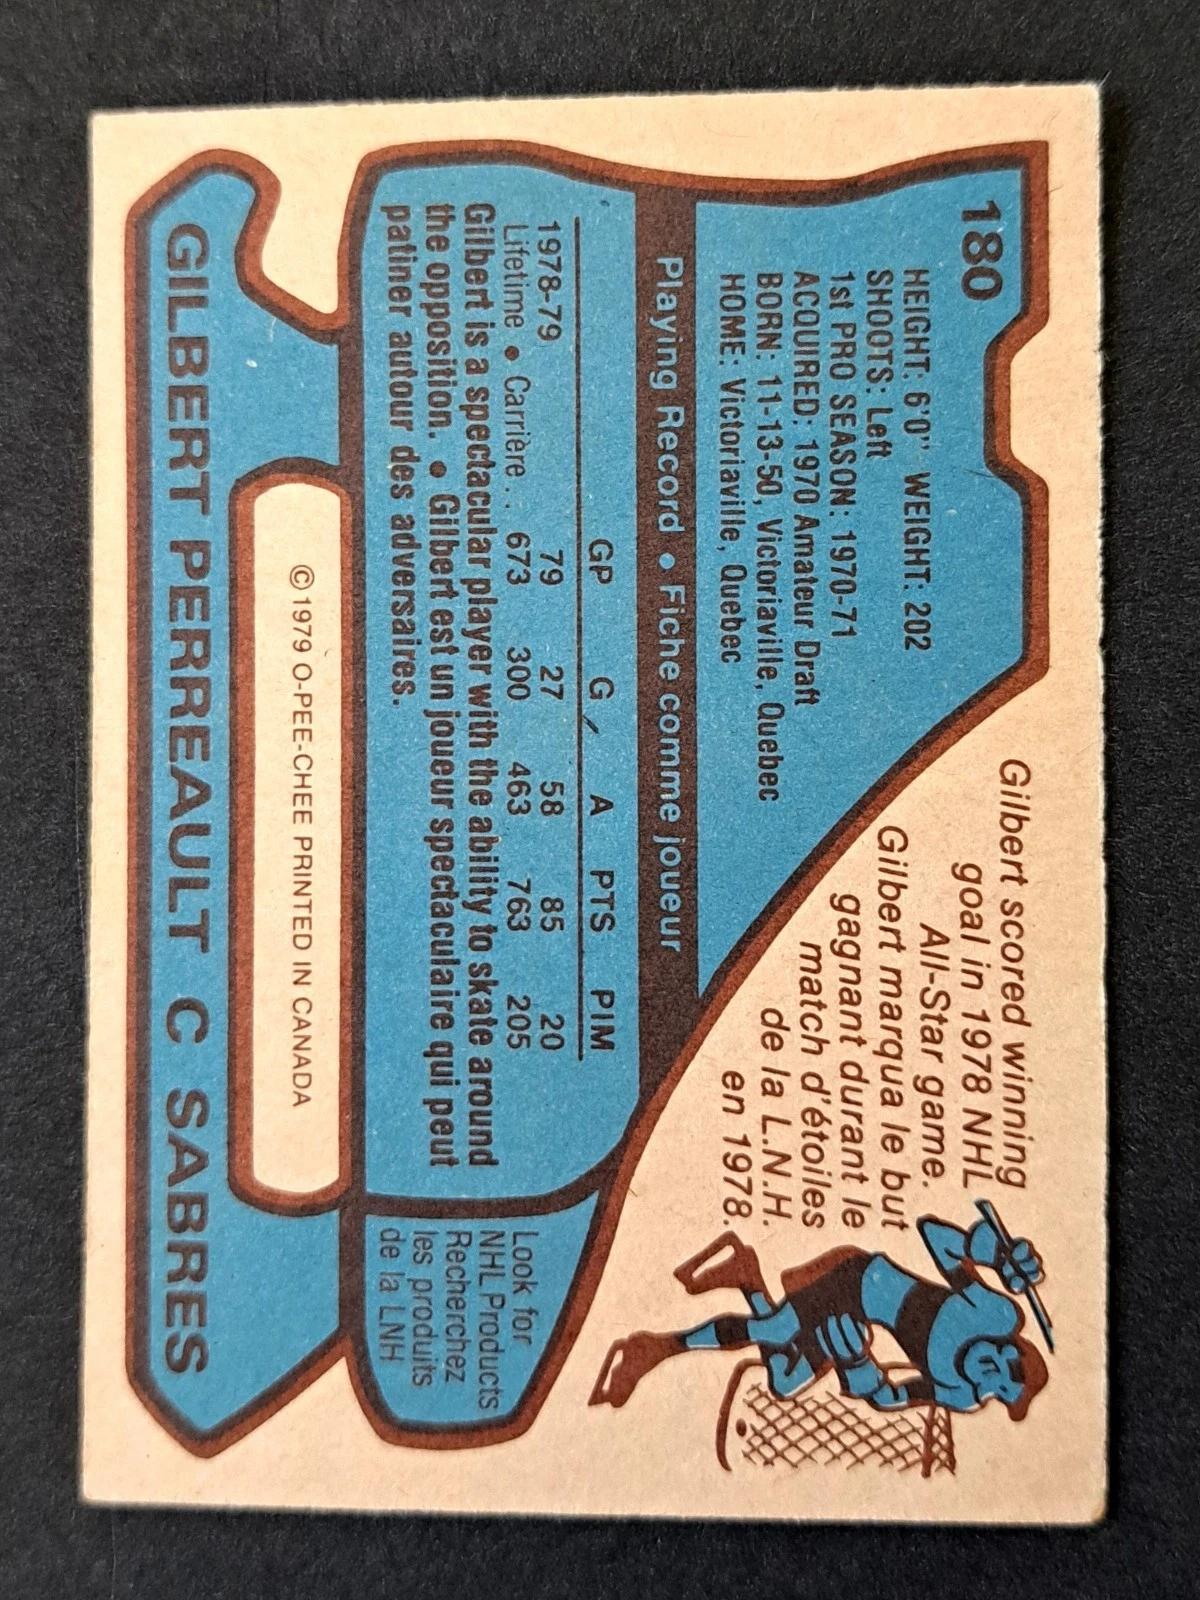 180
HEIGHT: 6'0" WEIGHT: 202
SHOOTS: Left
1st PRO SEASON: 1970-71
ACQUIRED: 1970 Amateur Draft
BORN: 11-13-50, Victoriaville, Quebec
HOME: Victoriaville, Quebec
Gilbert scored winning
goal in 1978 NHL
All-Star game.
Gilbert marqua le but
gagnant durant le
match d'étoiles
de la L.N.H.
en 1978.
Playing Record • Fiche comme joueur
GP G A PTS PIM
1978-79 79 27 58 85 20
Lifetime • Carrière.. 673 300 463 763 205
Gilbert is a spectacular player with the ability to skate around
the opposition. • Gilbert est un joueur spectaculaire qui peut
patiner autour des adversaires.
Look for
NHL Products
Recherchez
les produits
de la LNH
© 1979 O-PEE-CHEE PRINTED IN CANADA
GILBERT PERREAULT C SABRES